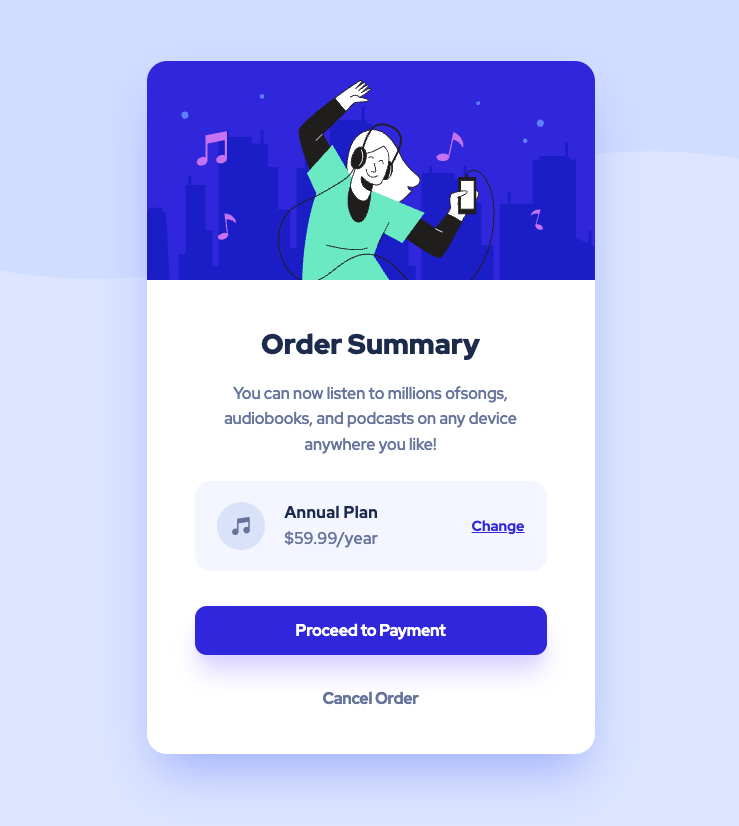 Order Summary
You can now listen to millions ofsongs,
audiobooks, and podcasts on any device
anywhere you like!
Annual Plan
$59.99/year
Change
Proceed to Payment
Cancel Order